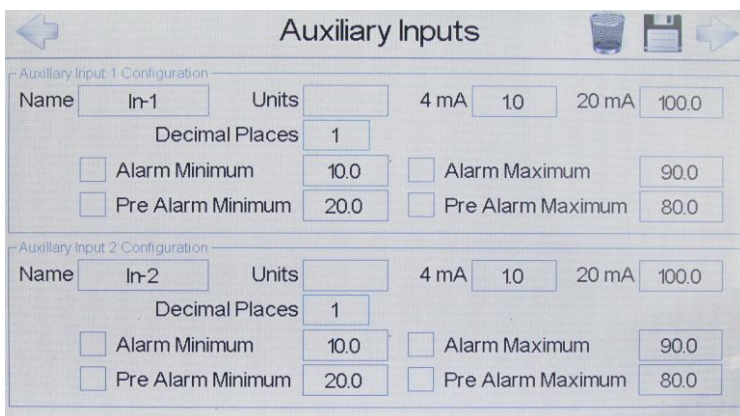 Auxiliary Inputs
Auxillary Input 1 Configuration
Name In-1 Units 4 mA 1.0 20 mA 100.0
Decimal Places 1
Alarm Minimum 10.0 Alarm Maximum 90.0
Pre Alarm Minimum 20.0 Pre Alarm Maximum 80.0
Auxillary Input 2 Configuration
Name In-2 Units 4 mA 1.0 20 mA 100.0
Decimal Places 1
Alarm Minimum 10.0 Alarm Maximum 90.0
Pre Alarm Minimum 20.0 Pre Alarm Maximum 80.0